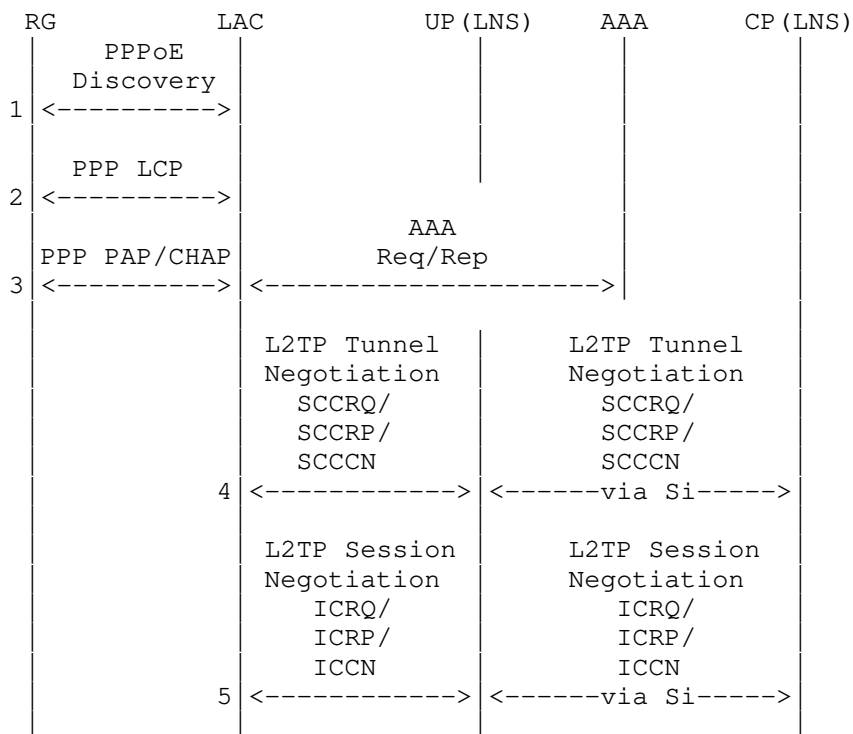 RG LAC UP(LNS) AAA CP(LNS)
PPPoE
Discovery
1 <---------->
PPP LCP
2 <---------->
AAA
PPP PAP/CHAP Req/Rep
3 <----------> <--------------------->
L2TP Tunnel L2TP Tunnel
Negotiation Negotiation
SCCRQ/ SCCRQ/
SCCRP/ SCCRP/
SCCCN SCCCN
4 <------------> <------via Si----->
L2TP Session L2TP Session
Negotiation Negotiation
ICRQ/ ICRQ/
ICRP/ ICRP/
ICCN ICCN
5 <------------> <------via Si----->